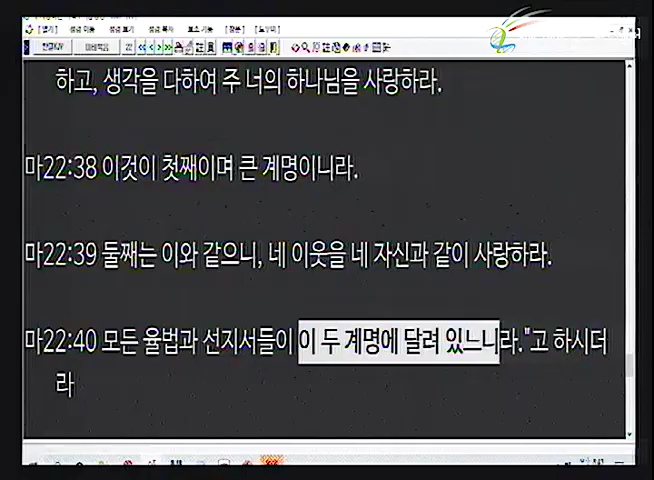 하고, 생각을 다하여 주 너의 하나님을 사랑하라.
마22:38 이것이 첫째이며 큰 계명이니라.
마22:39 둘째는 이와 같으니, 네 이웃을 네 자신과 같이 사랑하라.
마22:40 모든 율법과 선지서들이 이 두 계명에 달려 있느니라."고 하시더
라